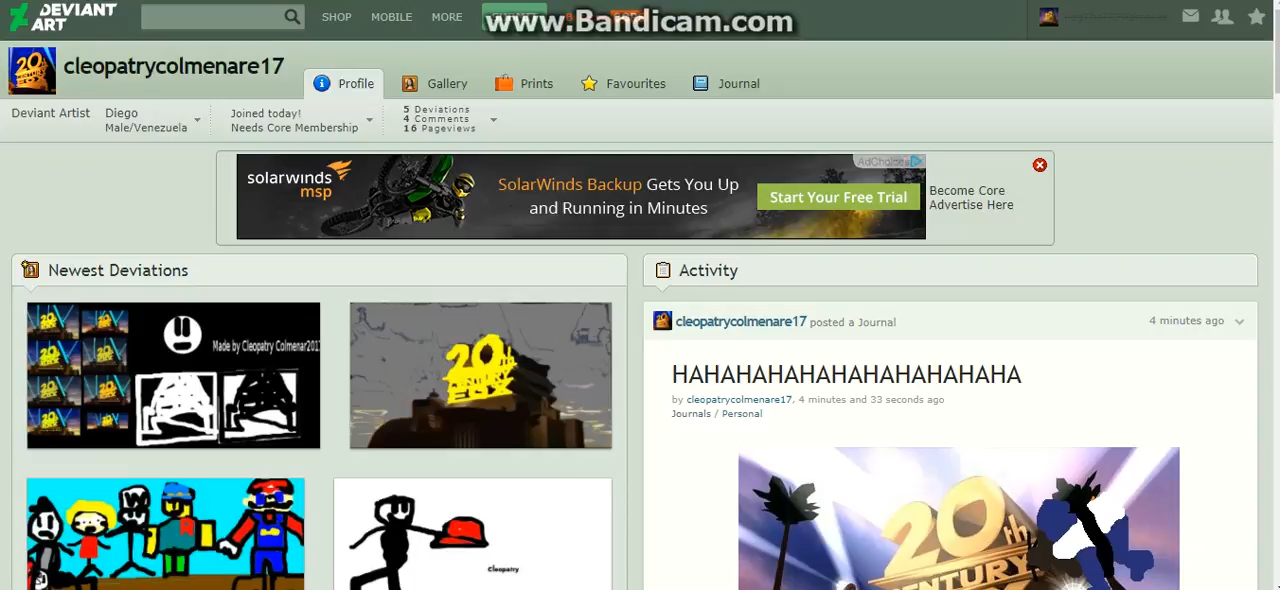 DEVIANT
ART
SHOP
MOBILE
MORE
www.Bandicam.com
cleopatrycolmenare17
Profile
Gallery
Prints
Favourites
Journal
Deviant Artist
Diego
Male/Venezuela
Joined today!
Needs Core Membership
5 Deviations
4 Comments
16 Pageviews
solarwinds
msp
SolarWinds Backup Gets You Up
and Running in Minutes
Start Your Free Trial
AdChoices
Become Core
Advertise Here
Newest Deviations
Activity
Made by Cleopatry Colmenar201
20
CENTURY
FOX
Cleopatry
cleopatrycolmenare17 posted a Journal
4 minutes ago
HAHAHAHAHAHAHAHAHAHAHA
by cleopatrycolmenare17, 4 minutes and 33 seconds ago
Journals / Personal
20th
CENTURY